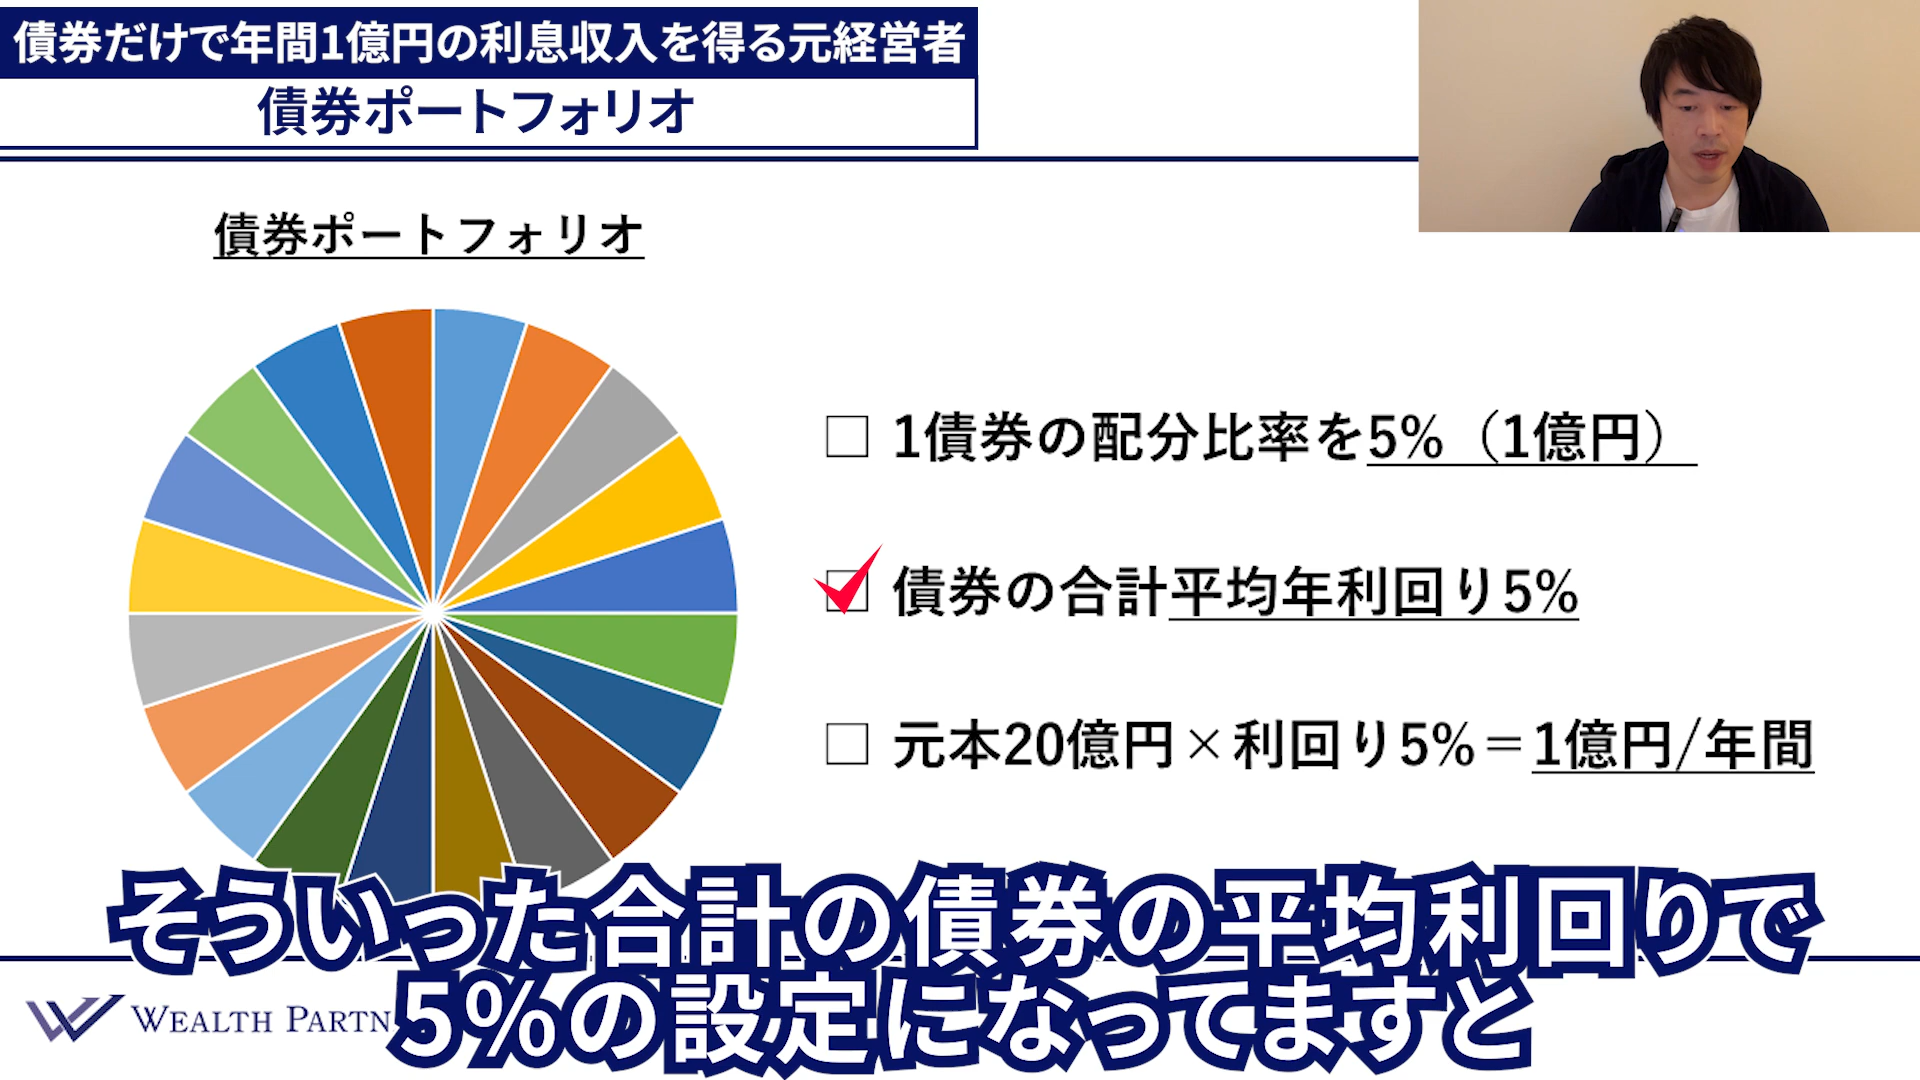 債券だけで年間1億円の利息収入を得る元経営者
債券ポートフォリオ
債券ポートフォリオ
1債券の配分比率を5%（1億円）
債券の合計平均年利回り5%
元本20億円×利回り5%＝1億円/年間
そういった合計の債券の平均利回りで
5%の設定になってますと
WEALTH PARTN